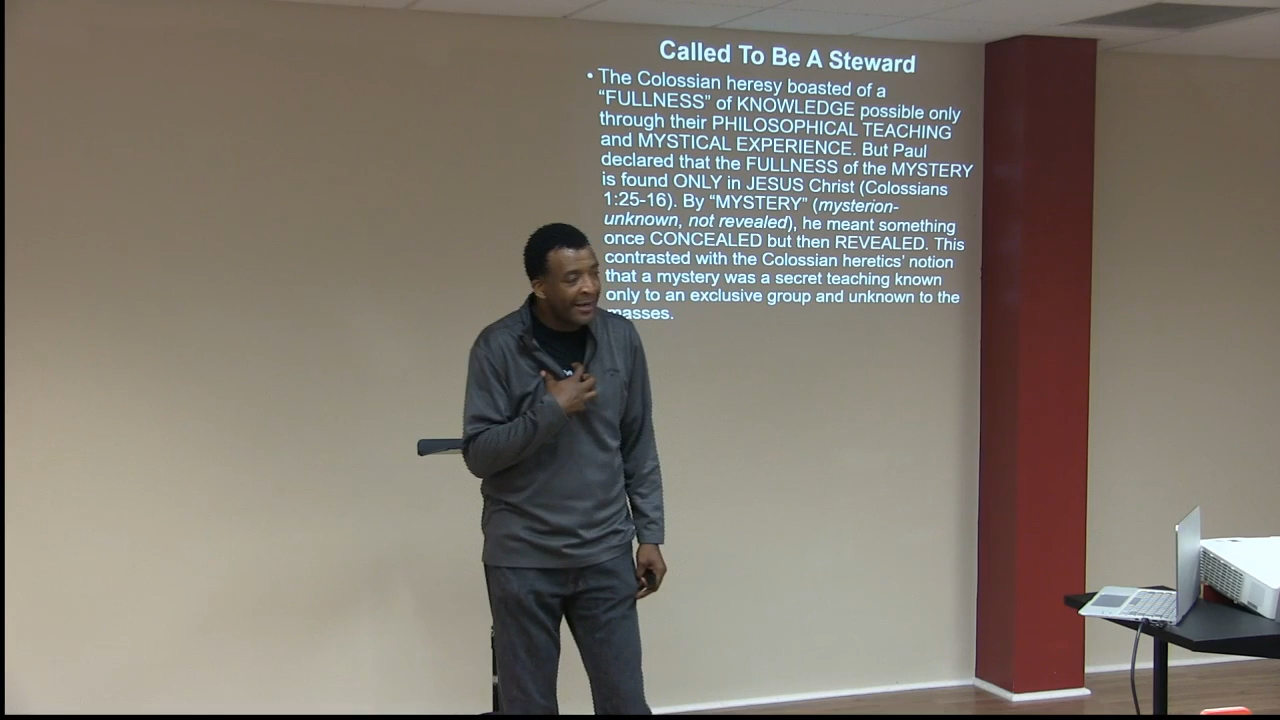 Called To Be A Steward
• The Colossian heresy boasted of a
“FULLNESS” of KNOWLEDGE possible only
through their PHILOSOPHICAL TEACHING
and MYSTICAL EXPERIENCE. But Paul
declared that the FULLNESS of the MYSTERY
is found ONLY in JESUS Christ (Colossians
1:25-16). By “MYSTERY” (mysterion-
unknown, not revealed), he meant something
once CONCEALED but then REVEALED. This
contrasted with the Colossian heretics’ notion
that a mystery was a secret teaching known
only to an exclusive group and unknown to the
masses.